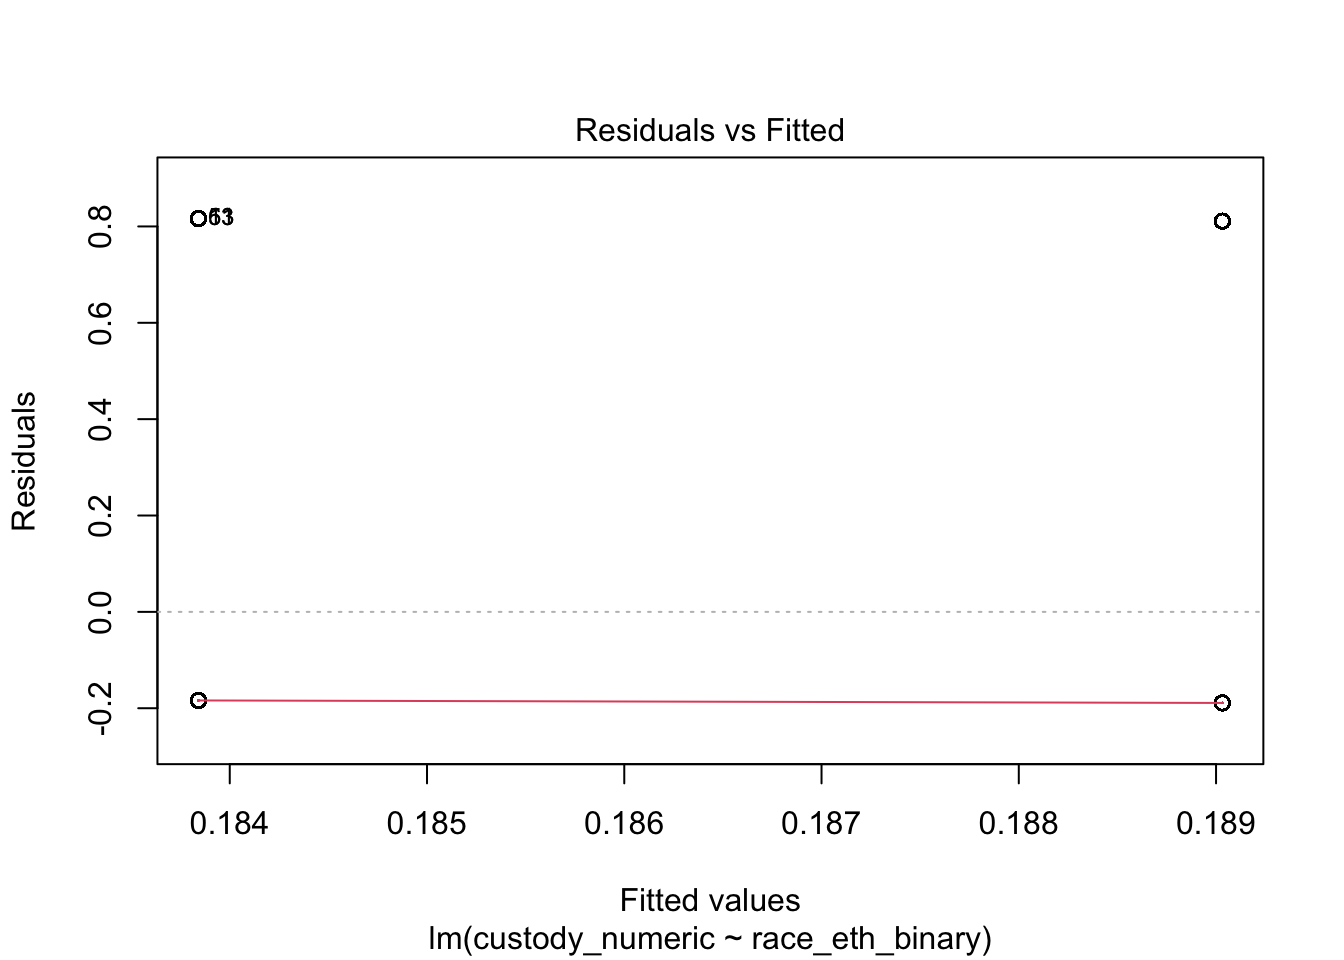 Residuals vs Fitted
Residuals
0.8
0.6
0.4
0.2
0.0
-0.2
0.184 0.185 0.186 0.187 0.188 0.189
Fitted values
lm(custody_numeric ~ race_eth_binary)